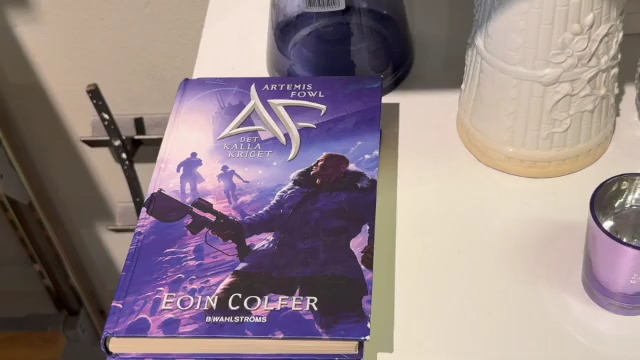 ARTEMIS
FOWL
AF
DET
KALLA
KRIGET
EOIN COLFER
B WAHLSTRÖMS